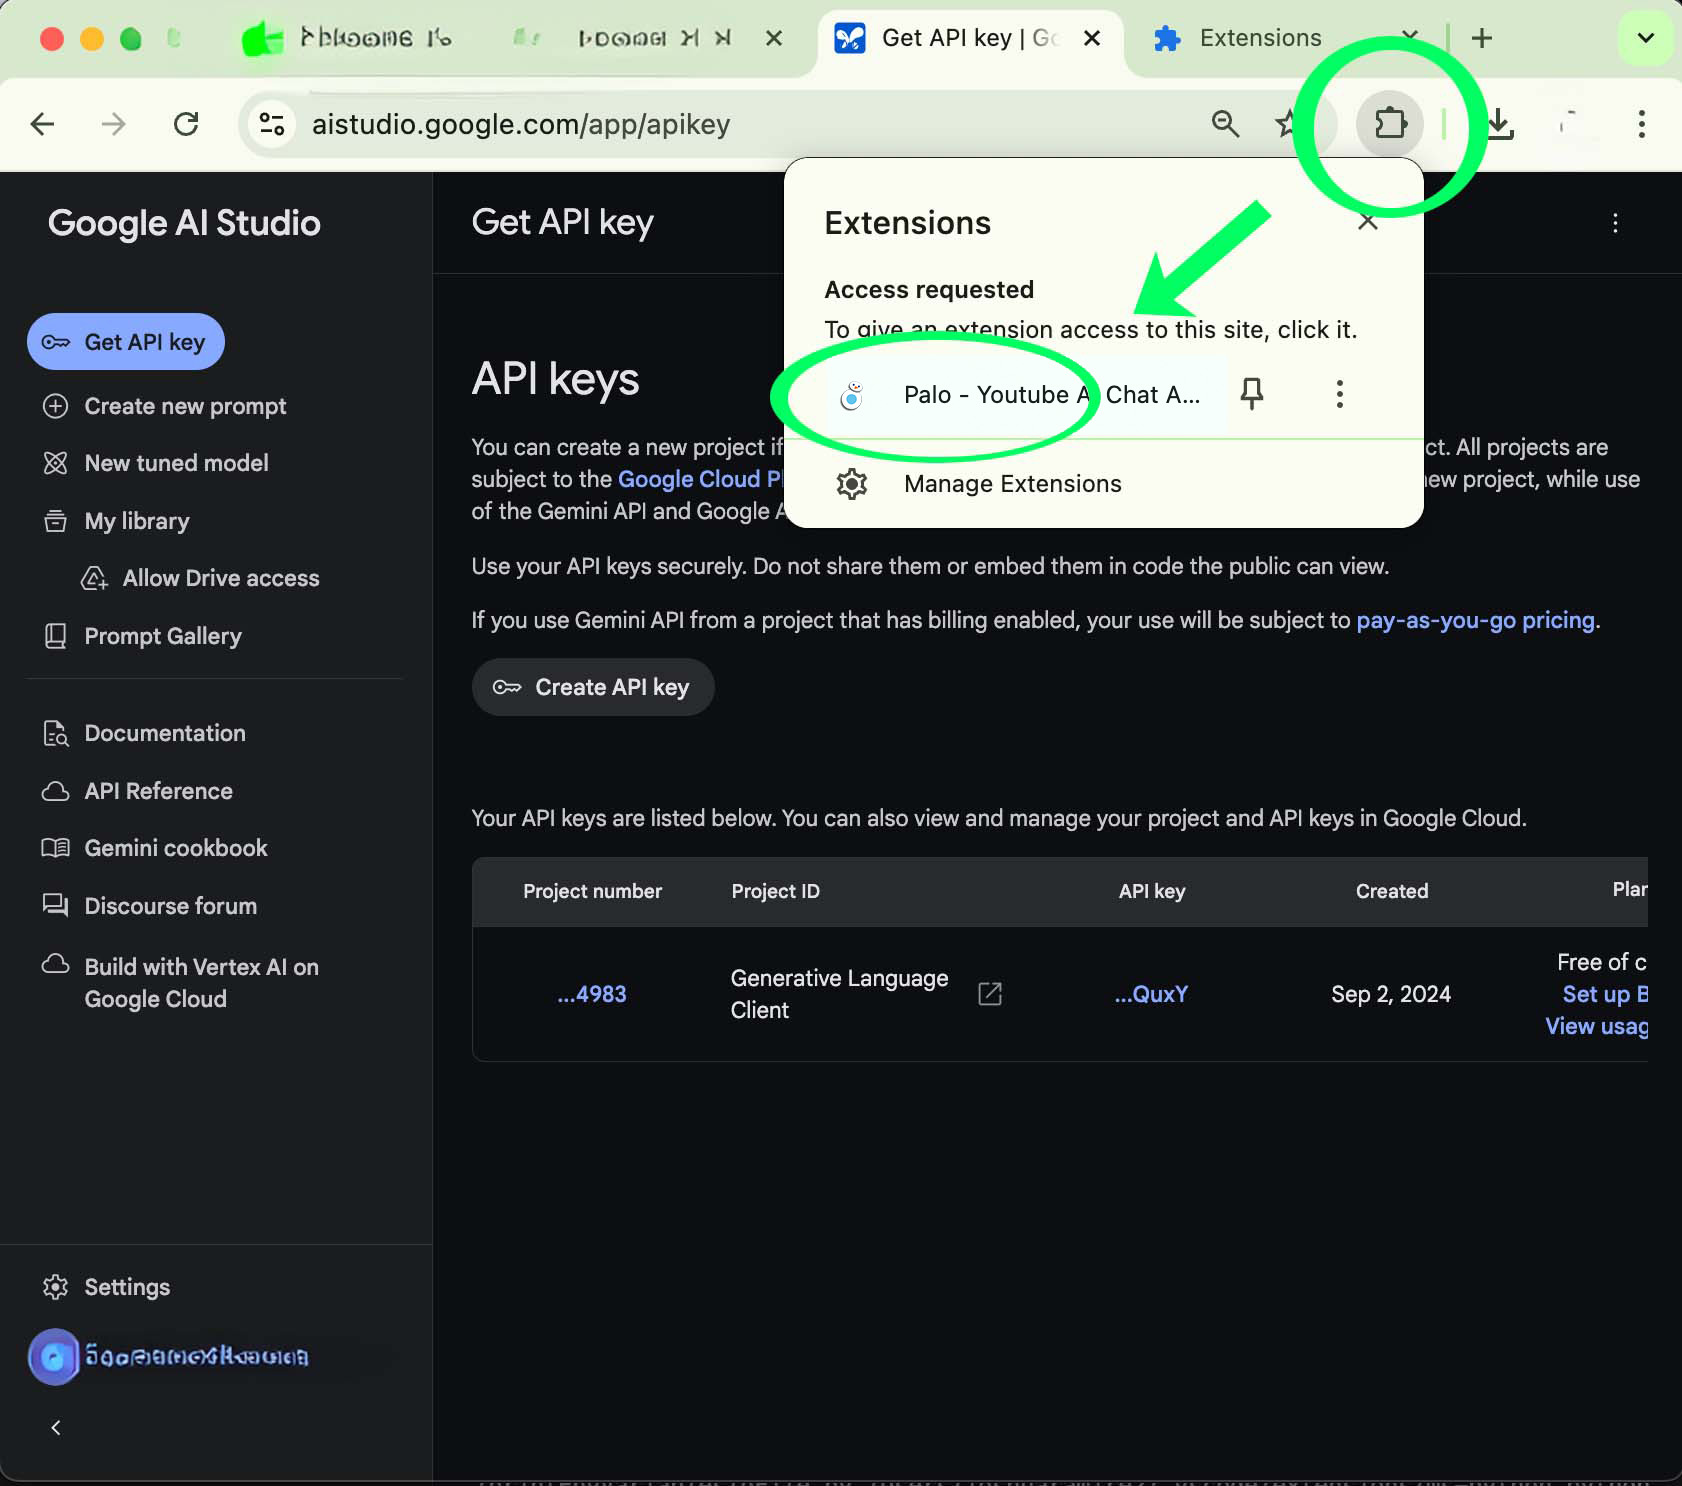 Get API key | Go
Extensions
aistudio.google.com/app/apikey
Google AI Studio
Get API key
Create new prompt
New tuned model
My library
Allow Drive access
Prompt Gallery
Documentation
API Reference
Gemini cookbook
Discourse forum
Build with Vertex AI on
Google Cloud
Settings
Get API key
Extensions
Access requested
To give an extension access to this site, click it.
Palo - Youtube A Chat A...
Manage Extensions
API keys
You can create a new project if ct. All projects are
subject to the Google Cloud Pl new project, while use
of the Gemini API and Google A
Use your API keys securely. Do not share them or embed them in code the public can view.
If you use Gemini API from a project that has billing enabled, your use will be subject to pay-as-you-go pricing.
Create API key
Your API keys are listed below. You can also view and manage your project and API keys in Google Cloud.
Project number Project ID API key Created Plan
...4983 Generative Language Client ...QuxY Sep 2, 2024 Free of c
Set up B
View usag